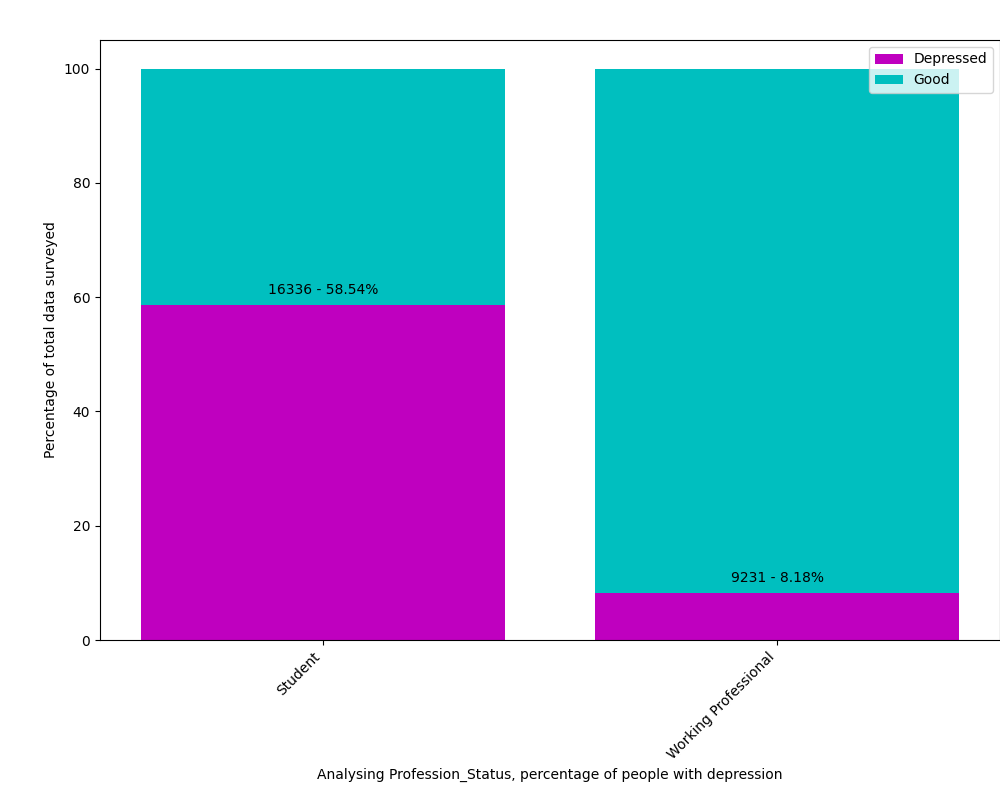 Depressed
Good
100
80
60
40
20
0
Percentage of total data surveyed
16336 - 58.54%
9231 - 8.18%
Student
Working Professional
Analysing Profession_Status, percentage of people with depression